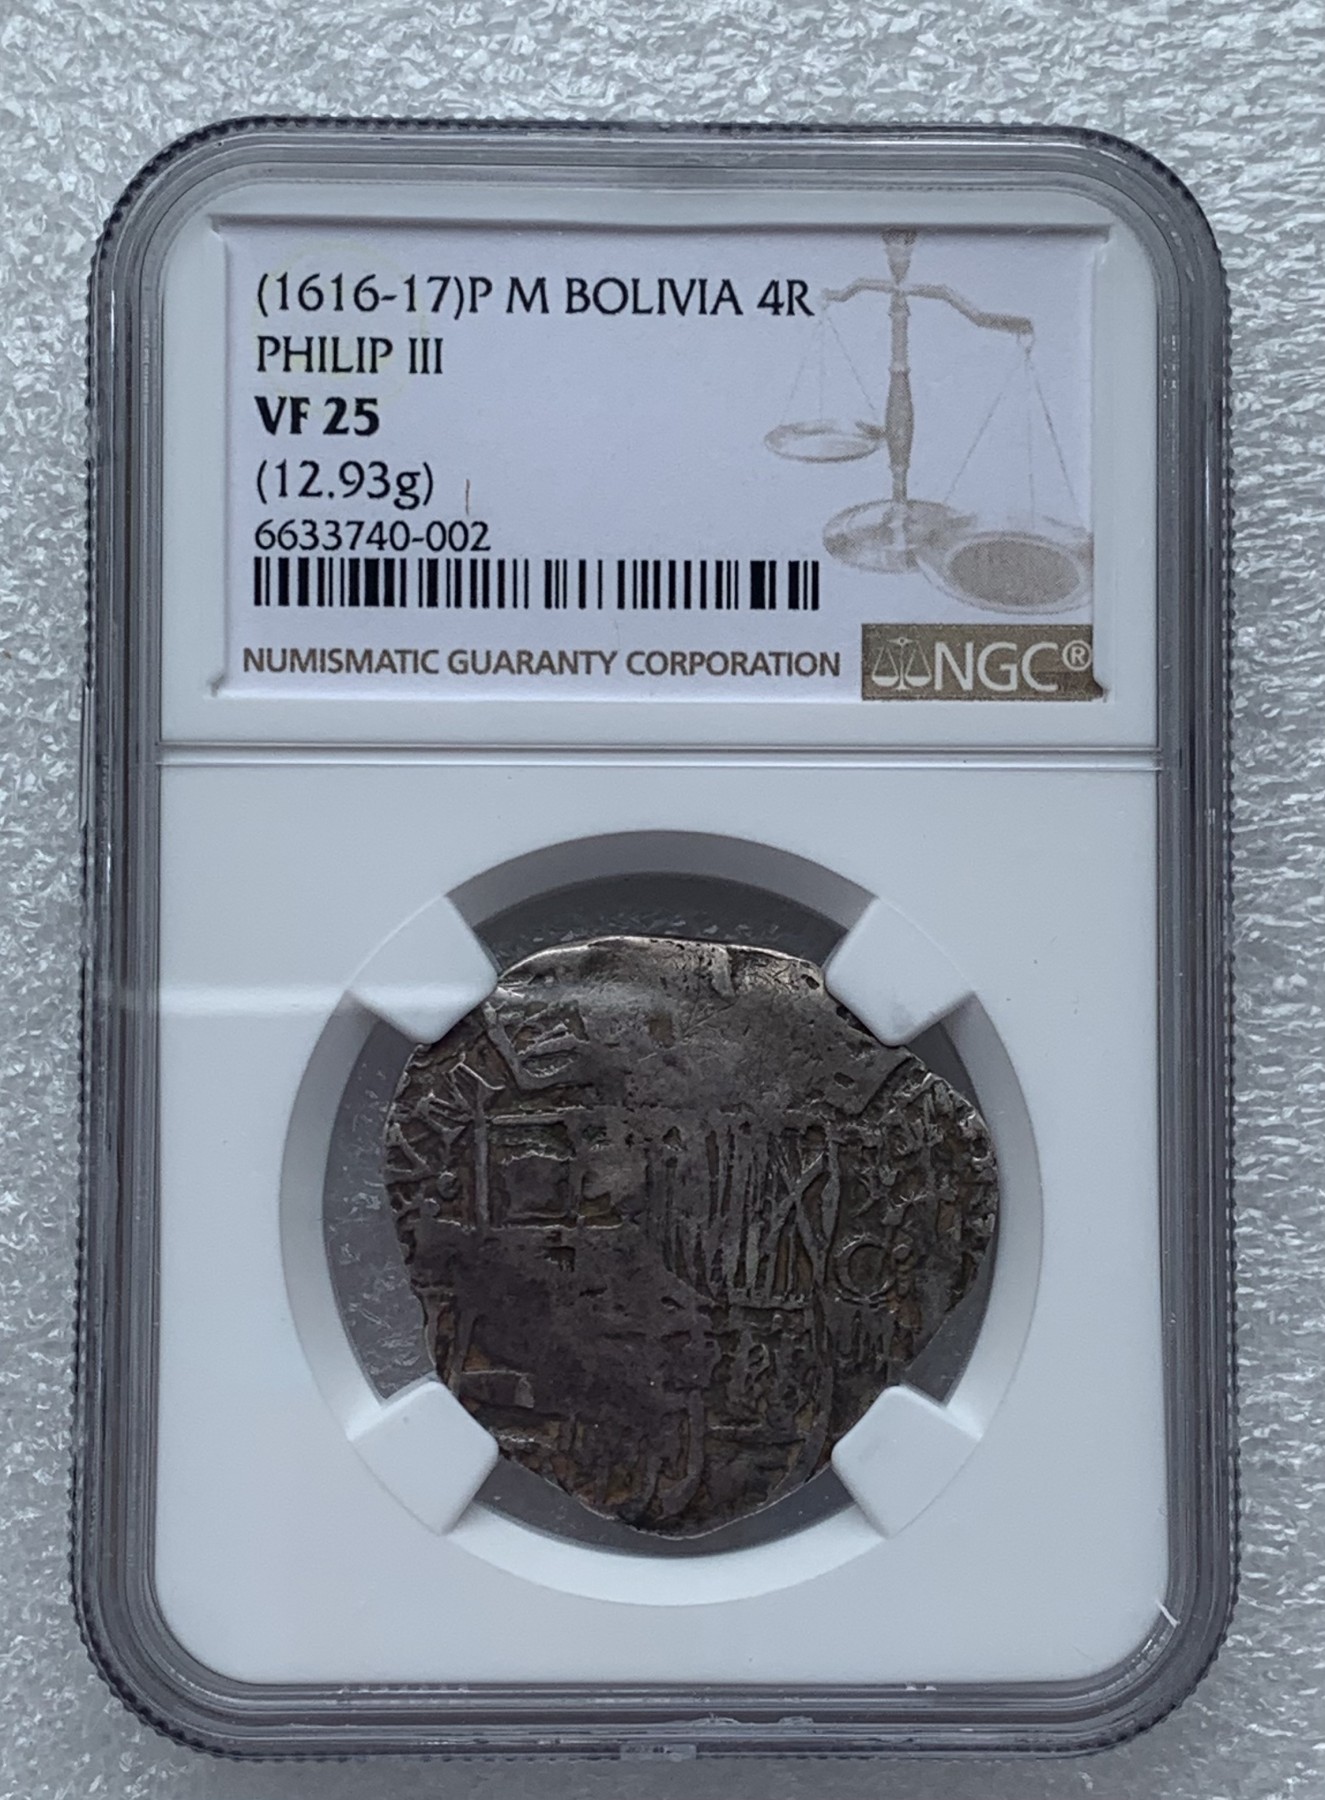 (1616-17)P M BOLIVIA 4R
PHILIP III
VF 25
(12.93g)
6633740-002
NUMISMATIC GUARANTY CORPORATION
NGC®